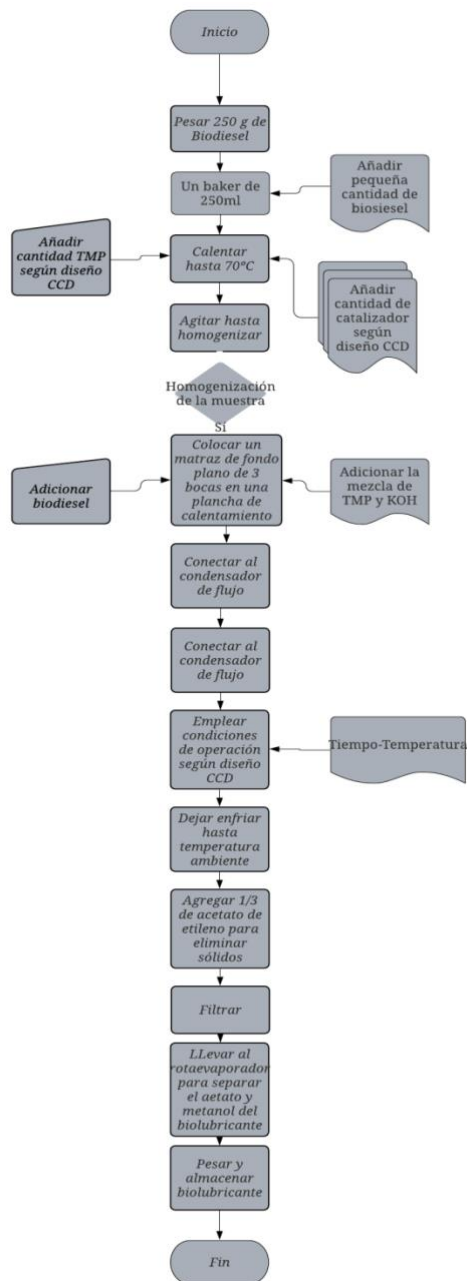 Inicio
Pesar 250 g de
Biodiesel
Un baker de
250ml
Añadir
pequeña
cantidad de
biosiesel
Añadir
cantidad TMP
según diseño
CCD
Calentar
hasta 70°C
Añadir
cantidad de
catalizador
según
diseño CCD
Agitar hasta
homogenizar
Homogenización
de la muestra
Sí
Colocar un
matraz de fondo
plano de 3
bocas en una
plancha de
calentamiento
Adicionar
biodiesel
Adicionar la
mezcla de
TMP y KOH
Conectar al
condensador
de flujo
Conectar al
condensador
de flujo
Emplear
condiciones
de operación
según diseño
CCD
Tiempo-Temperatura
Dejar enfriar
hasta
temperatura
ambiente
Agregar 1/3
de acetato de
etileno para
eliminar
sólidos
Filtrar
LLevar al
rotaevaporador
para separar
el aetato y
metanol del
biolubricante
Pesar y
almacenar
biolubricante
Fin